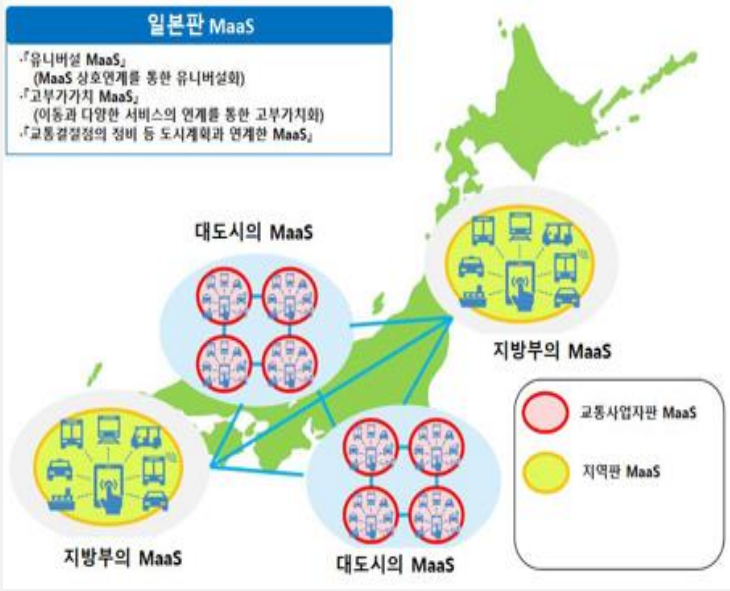 일본판 MaaS
·『유니버설 MaaS』
(MaaS 상호연계를 통한 유니버설화)
·『고부가가치 MaaS』
(이동과 다양한 서비스의 연계를 통한 고부가치화)
·『교통결절점의 정비 등 도시계획과 연계한 MaaS』
대도시의 MaaS
지방부의 MaaS
교통사업자판 MaaS
지역판 MaaS
지방부의 MaaS
대도시의 MaaS